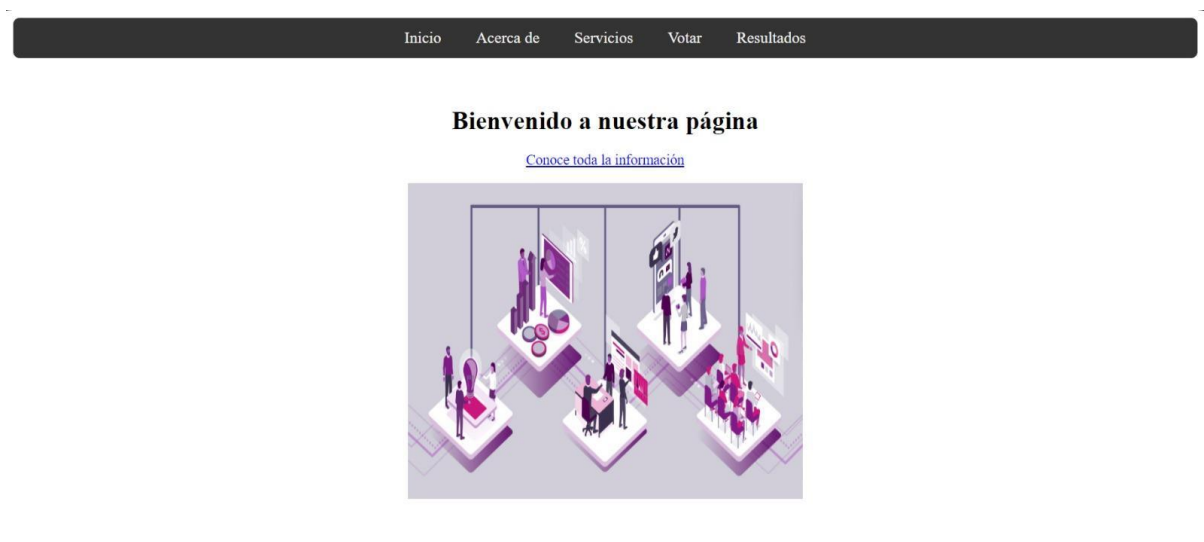 Inicio Acerca de Servicios Votar Resultados
Bienvenido a nuestra página
Conoce toda la información